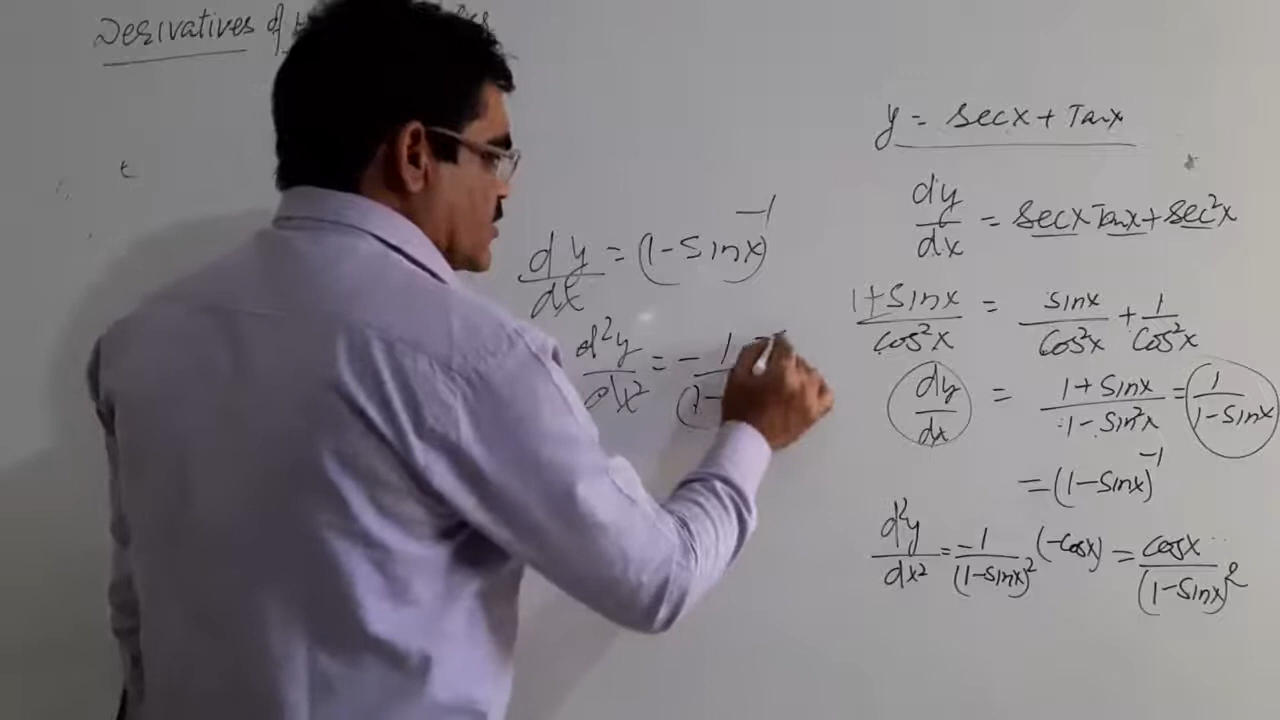 Derivatives of
t
dy/dt = (1-Sinx)^-1
d²y/dx² = - 1/(1-
y = Secx + Tanx
dy/dx = Secx Tanx + Sec²x
1+Sinx/Cos²x = Sinx/Cos²x + 1/Cos²x
dy/dx = 1+Sinx/1-Sin²x = 1/1-Sinx
= (1-Sinx)^-1
d²y/dx² = -1/(1-Sinx)² (-Cosx) = Cosx/(1-Sinx)²